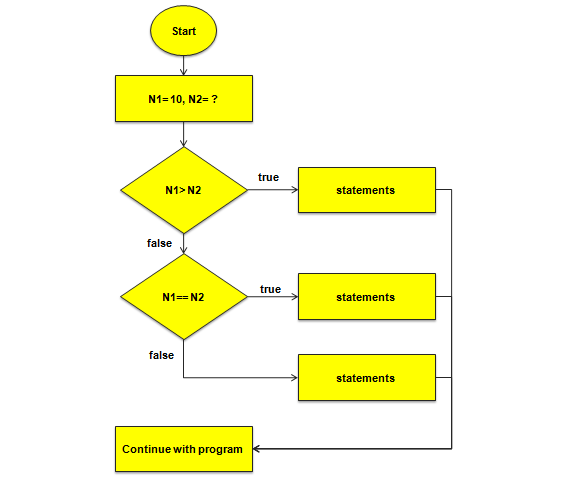 Start
N1= 10, N2= ?
N1> N2
true
statements
false
N1== N2
true
statements
false
statements
Continue with program